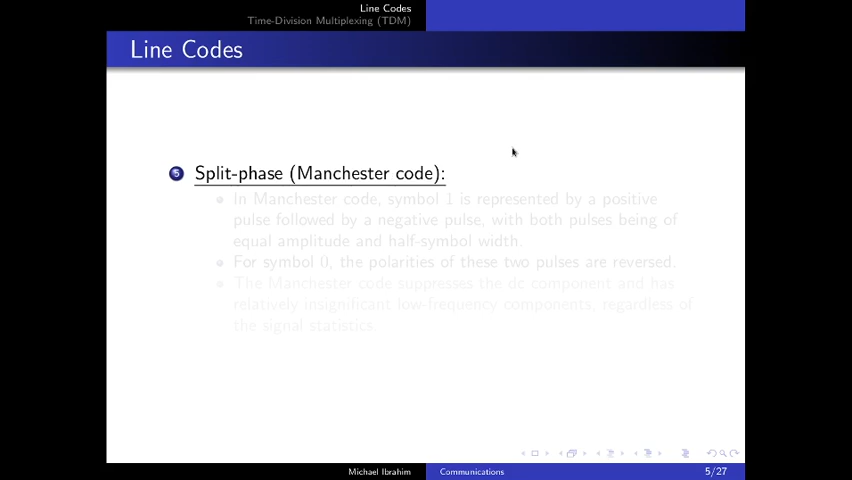 Line Codes
Time-Division Multiplexing (TDM)
Line Codes
5 Split-phase (Manchester code):
In Manchester code, symbol 1 is represented by a positive
pulse followed by a negative pulse, with both pulses being of
equal amplitude and half-symbol width.
For symbol 0, the polarities of these two pulses are reversed.
The Manchester code suppresses the dc component and has
relatively insignificant low-frequency components, regardless of
the signal statistics.
Michael Ibrahim
Communications
5/27